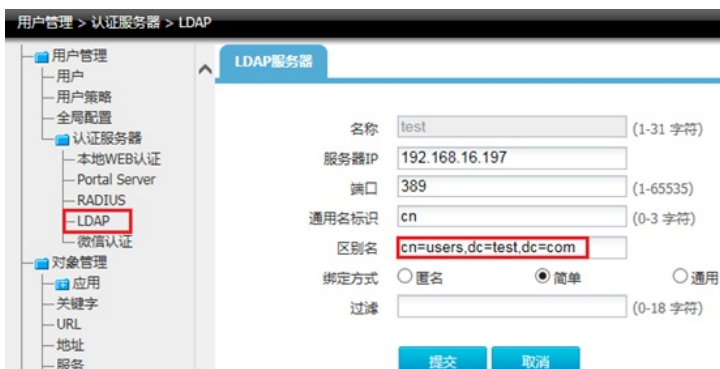 用户管理 > 认证服务器 > LDAP
用户管理
用户
用户策略
全局配置
认证服务器
本地WEB认证
Portal Server
RADIUS
LDAP
微信认证
对象管理
应用
关键字
URL
地址
服务
LDAP服务器
名称 test (1-31 字符)
服务器IP 192.168.16.197
端口 389 (1-65535)
通用名标识 cn (0-3 字符)
区别名 cn=users,dc=test,dc=com
绑定方式 匿名 简单 通用
过滤 (0-18 字符)
提交 取消